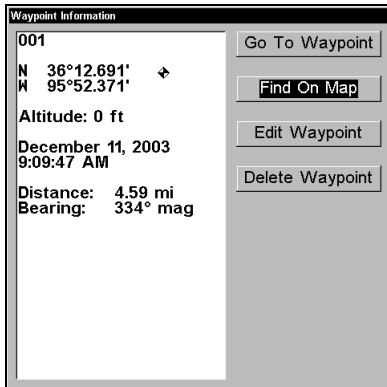 Waypoint Information
001
N 36°12.691'
W 95°52.371'
Altitude: 0 ft
December 11, 2003
9:09:47 AM
Distance: 4.59 mi
Bearing: 334° mag
Go To Waypoint
Find On Map
Edit Waypoint
Delete Waypoint